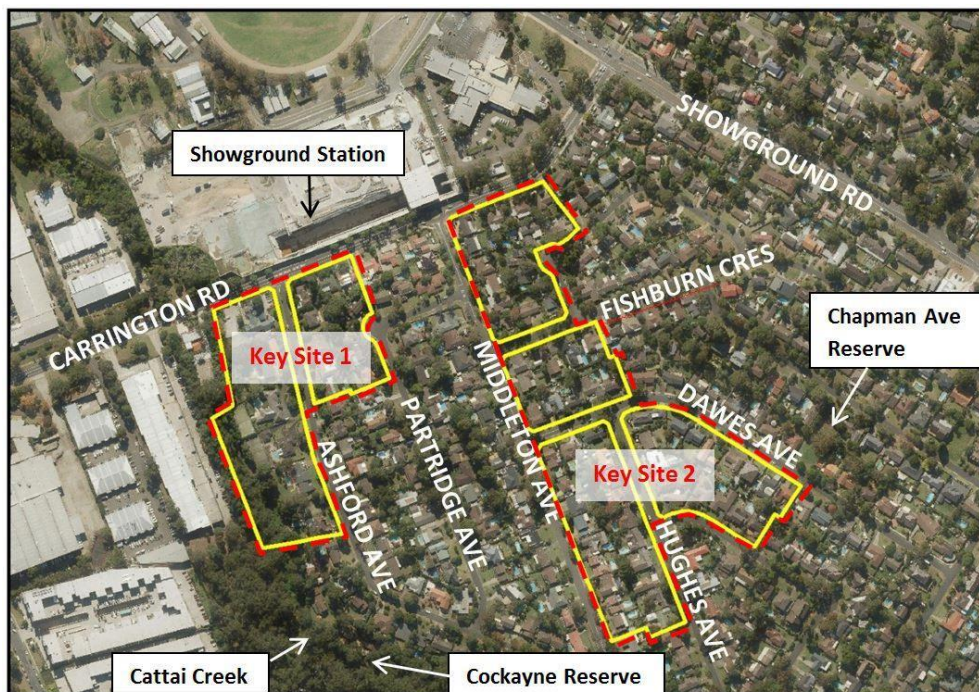 SHOWGROUND RD
Showground Station
FISHBURN CRES
CARRINGTON RD
Chapman Ave
Reserve
Key Site 1
MIDDLETON AVE
DAWES AVE
PARTRIDGE AVE
ASHFORD AVE
Key Site 2
HUGHES AVE
Cattai Creek
Cockayne Reserve